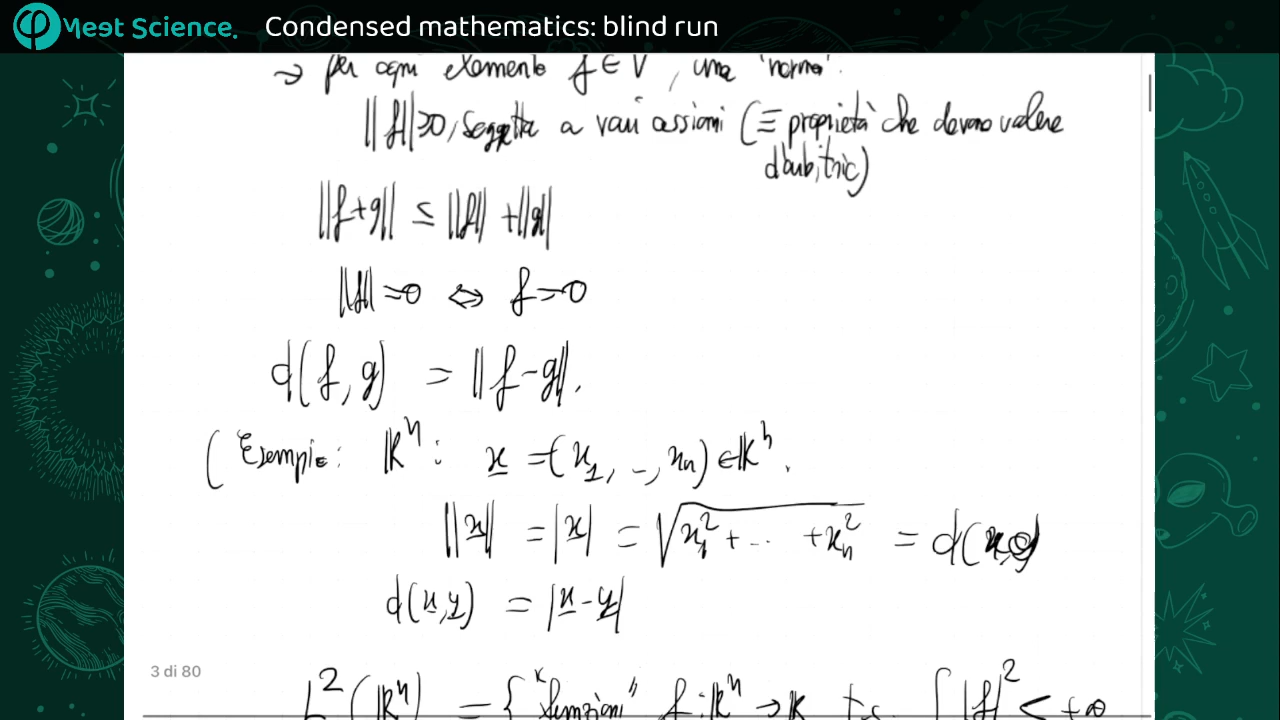 Meet Science.
Condensed mathematics: blind run
→ per ogni elemento f ∈ V, una "norma".
||f|| ≥ 0, soggetta a vari assiomi (≡ proprietà che devono valere
d'aubitric)
||f+g|| ≤ ||f|| + ||g||
||f|| = 0 ⇔ f = 0
d(f, g) = ||f-g||.
(Esempio: ℝⁿ: x = (x₁, .., xₙ) ∈ ℝⁿ.
||x|| = |x| = √(x₁² + ... + xₙ²) = d(x,0)
d(x,y) = |x-y|
3 di 80
L²(ℝⁿ) = { "funzioni" f: ℝⁿ → ℝ t.c. ∫|f|² < +∞